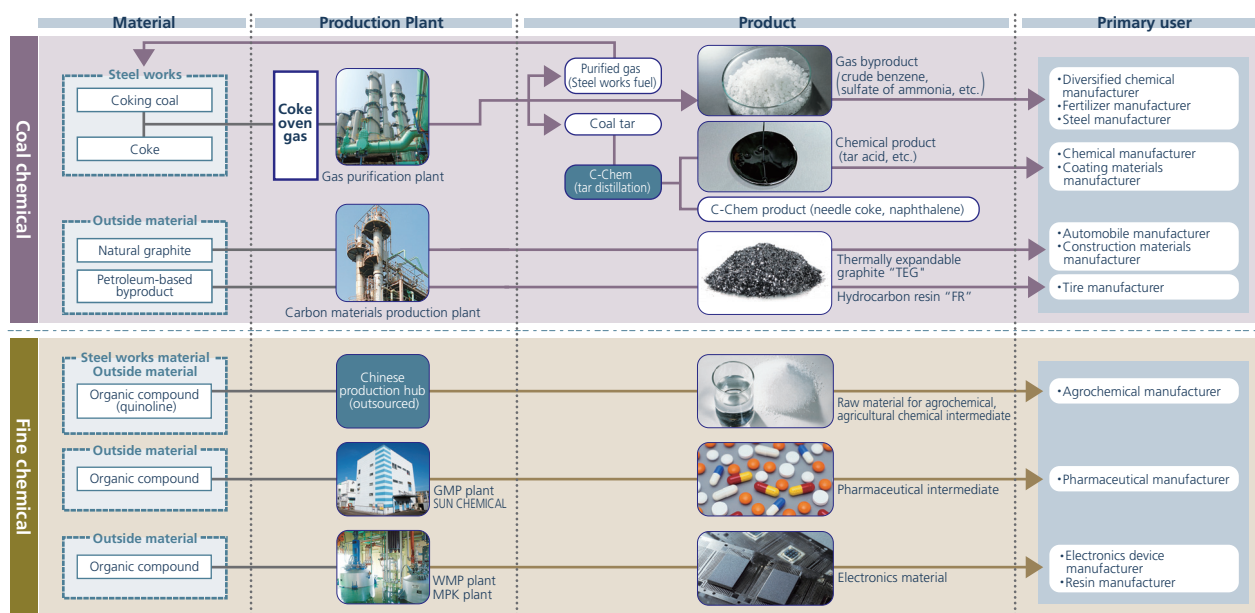 Material
Production Plant
Product
Primary user
Coal chemical
Steel works
Coking coal
Coke
Coke
oven
gas
Gas purification plant
Purified gas
(Steel works fuel)
Coal tar
C-Chem
(tar distillation)
Gas byproduct
(crude benzene,
sulfate of ammonia, etc.)
Chemical product
(tar acid, etc.)
C-Chem product (needle coke, naphthalene)
•Diversified chemical
manufacturer
•Fertilizer manufacturer
•Steel manufacturer
•Chemical manufacturer
•Coating materials
manufacturer
Outside material
Natural graphite
Petroleum-based
byproduct
Carbon materials production plant
Thermally expandable
graphite “TEG"
Hydrocarbon resin “FR”
•Automobile manufacturer
•Construction materials
manufacturer
•Tire manufacturer
Fine chemical
Steel works material
Outside material
Organic compound
(quinoline)
Chinese
production hub
(outsourced)
Raw material for agrochemical,
agricultural chemical intermediate
•Agrochemical manufacturer
Outside material
Organic compound
GMP plant
SUN CHEMICAL
Pharmaceutical intermediate
•Pharmaceutical manufacturer
Outside material
Organic compound
WMP plant
MPK plant
Electronics material
•Electronics device
manufacturer
•Resin manufacturer